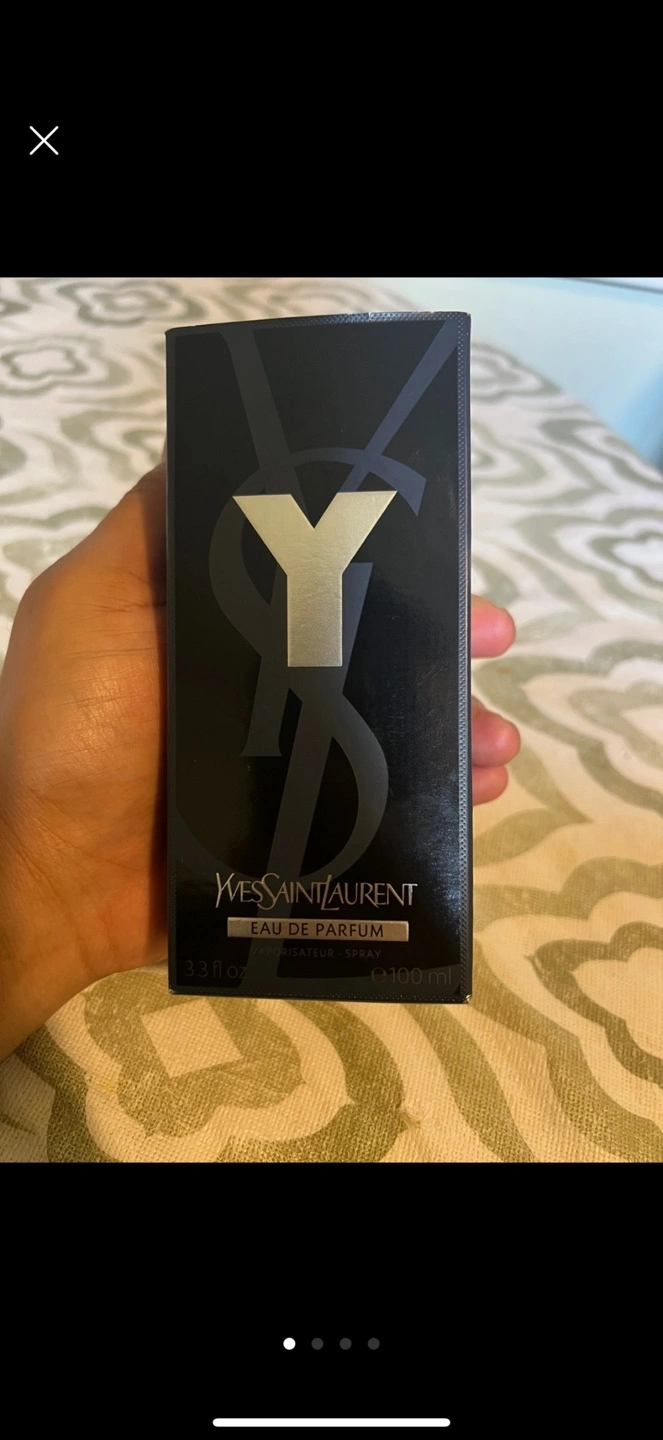 Y
YVESSAINTLAURENT
EAU DE PARFUM
VAPORISATEUR - SPRAY
3.3 fl oz ℮100 ml